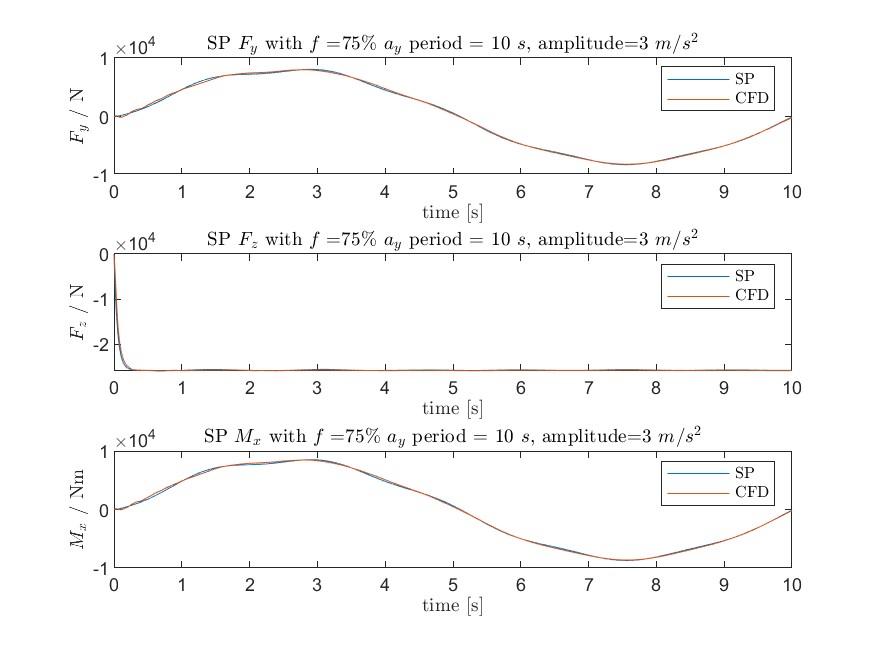 SP F_y with f =75% a_y period = 10 s, amplitude=3 m/s^2
×10^4
1
0
-1
F_y / N
SP
CFD
0 1 2 3 4 5 6 7 8 9 10
time [s]
SP F_z with f =75% a_y period = 10 s, amplitude=3 m/s^2
×10^4
0
-1
-2
F_z / N
SP
CFD
0 1 2 3 4 5 6 7 8 9 10
time [s]
SP M_x with f =75% a_y period = 10 s, amplitude=3 m/s^2
×10^4
1
0
-1
M_x / Nm
SP
CFD
0 1 2 3 4 5 6 7 8 9 10
time [s]